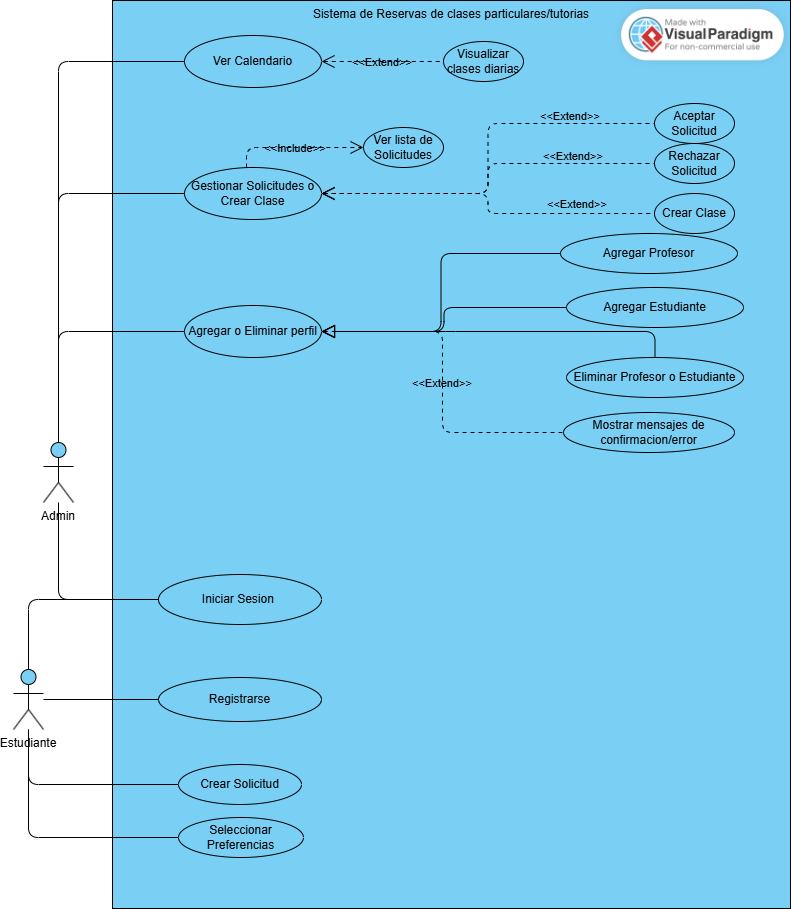 Sistema de Reservas de clases particulares/tutorias
Made with
Visual Paradigm
For non-commercial use
Ver Calendario
<<Extend>>
Visualizar
clases diarias
<<Include>>
Ver lista de
Solicitudes
Gestionar Solicitudes o
Crear Clase
<<Extend>>
Aceptar
Solicitud
<<Extend>>
Rechazar
Solicitud
<<Extend>>
Crear Clase
Agregar Profesor
Agregar Estudiante
Agregar o Eliminar perfil
Eliminar Profesor o Estudiante
<<Extend>>
Mostrar mensajes de
confirmacion/error
Admin
Iniciar Sesion
Registrarse
Estudiante
Crear Solicitud
Seleccionar
Preferencias